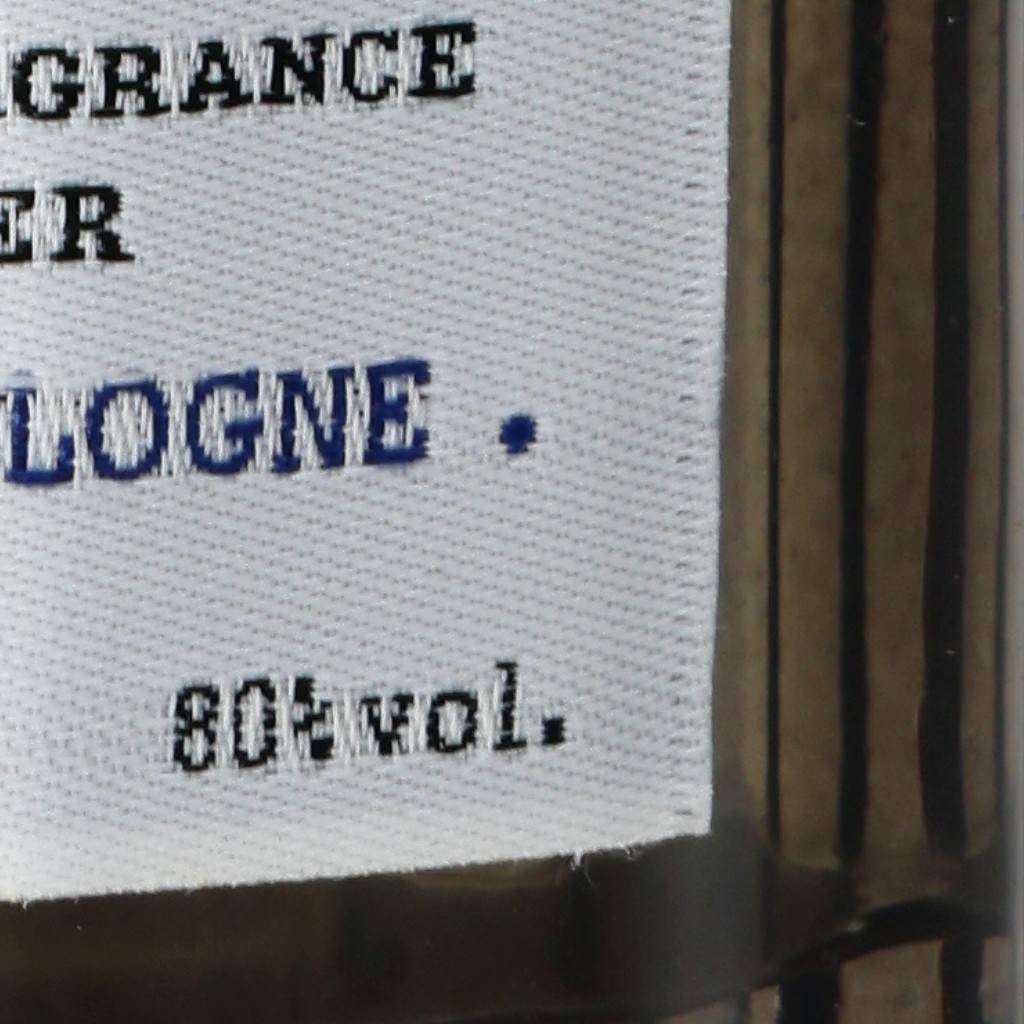 GRANCE
ER
LOGNE •
80% vol.